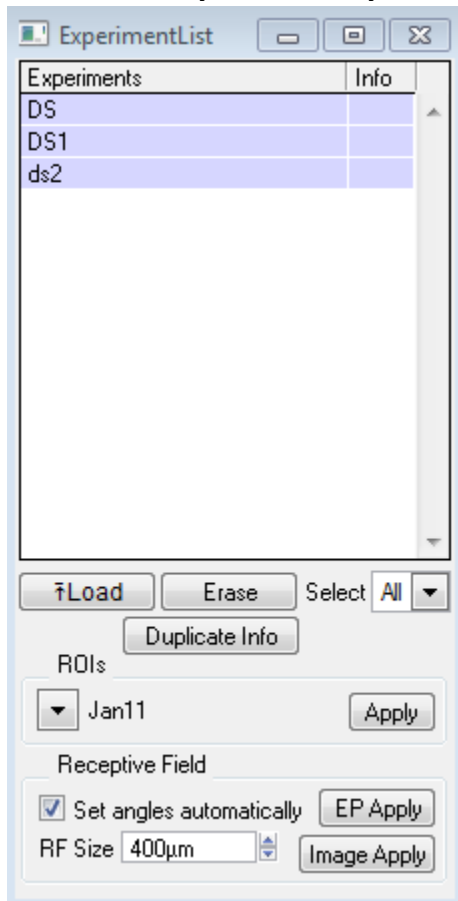 ExperimentList
Experiments Info
DS
DS1
ds2
Load Erase Select All
Duplicate Info
ROIs
Jan11 Apply
Receptive Field
Set angles automatically EP Apply
RF Size 400µm Image Apply